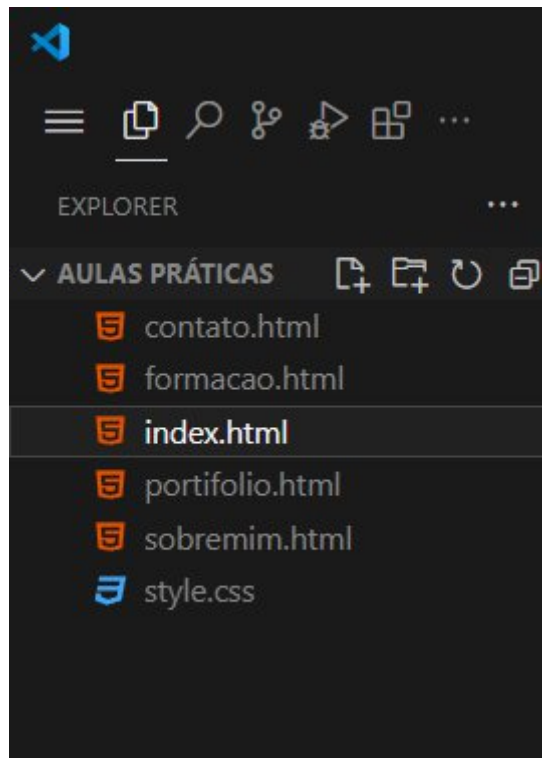 EXPLORER
AULAS PRÁTICAS
contato.html
formacao.html
index.html
portifolio.html
sobremim.html
style.css